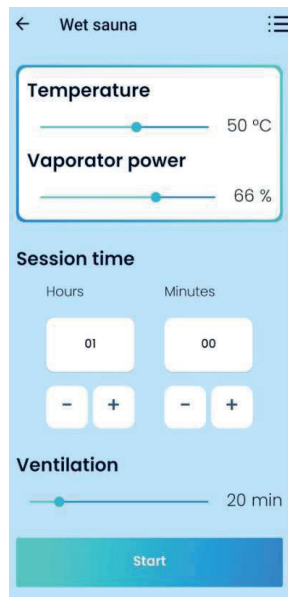 Wet sauna
Temperature
50 ºC
Vaporator power
66 %
Session time
Hours Minutes
01 00
- + - +
Ventilation
20 min
Start